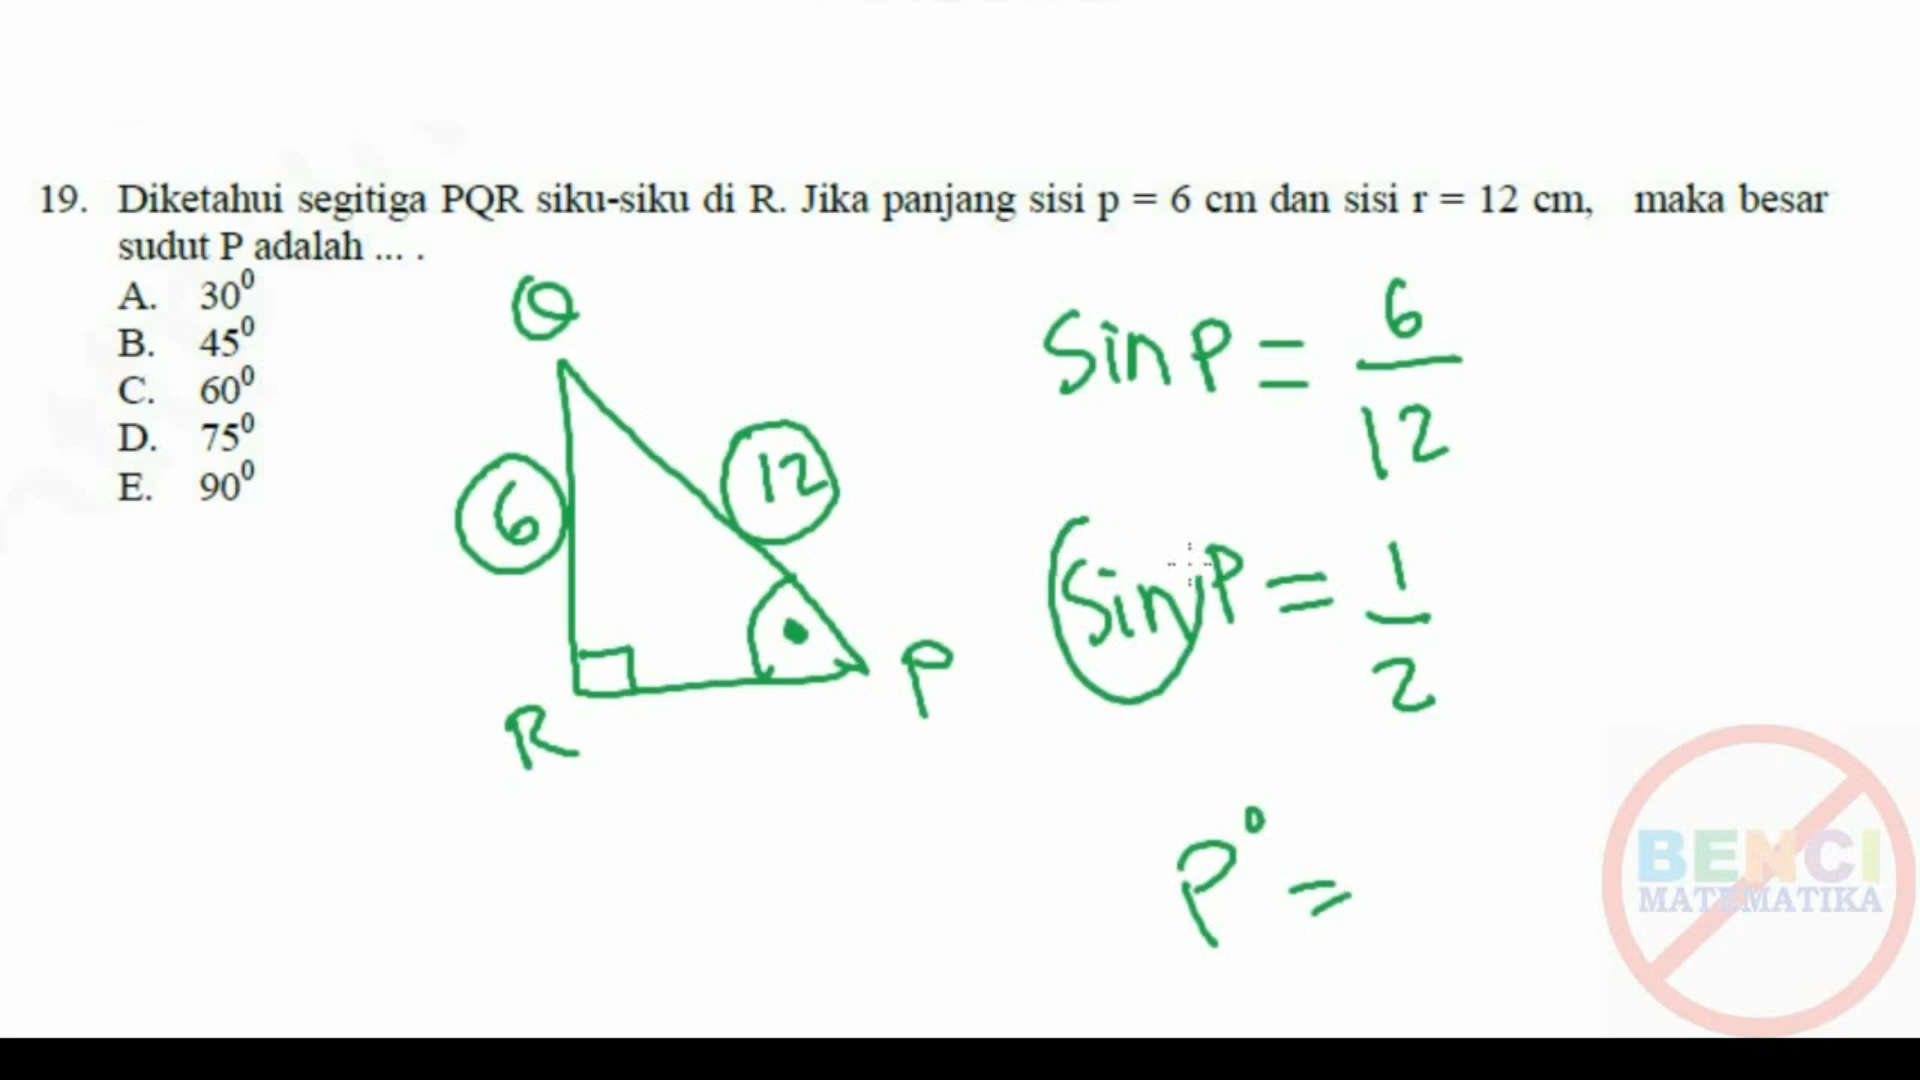 19. Diketahui segitiga PQR siku-siku di R. Jika panjang sisi p = 6 cm dan sisi r = 12 cm, maka besar
sudut P adalah ... .
A. 30⁰
B. 45⁰
C. 60⁰
D. 75⁰
E. 90⁰
Q
6
12
R
P
Sin P = 6/12
Sin P = 1/2
P° =
BENCI
MATEMATIKA